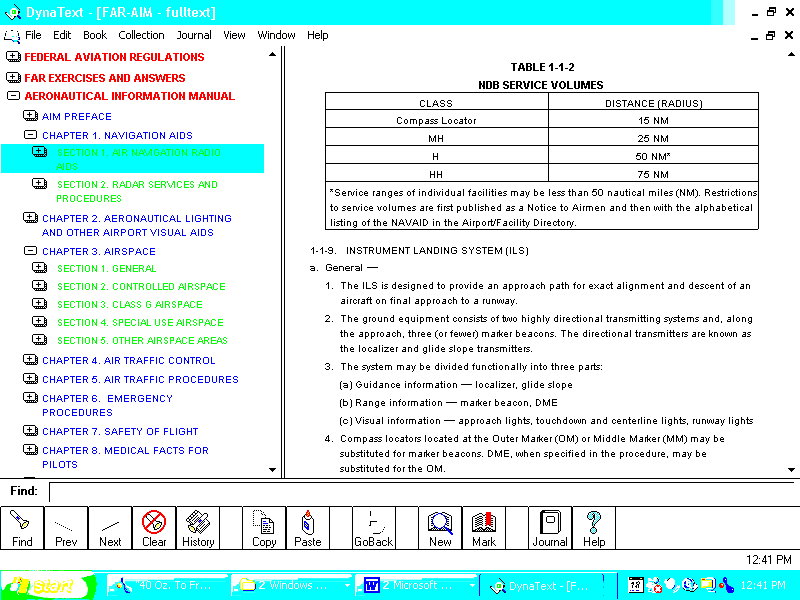 DynaText - [FAR-AIM - fulltext]
File Edit Book Collection Journal View Window Help
FEDERAL AVIATION REGULATIONS
FAR EXERCISES AND ANSWERS
AERONAUTICAL INFORMATION MANUAL
AIM PREFACE
CHAPTER 1. NAVIGATION AIDS
SECTION 1. AIR NAVIGATION RADIO
AIDS
SECTION 2. RADAR SERVICES AND
PROCEDURES
CHAPTER 2. AERONAUTICAL LIGHTING
AND OTHER AIRPORT VISUAL AIDS
CHAPTER 3. AIRSPACE
SECTION 1. GENERAL
SECTION 2. CONTROLLED AIRSPACE
SECTION 3. CLASS G AIRSPACE
SECTION 4. SPECIAL USE AIRSPACE
SECTION 5. OTHER AIRSPACE AREAS
CHAPTER 4. AIR TRAFFIC CONTROL
CHAPTER 5. AIR TRAFFIC PROCEDURES
CHAPTER 6. EMERGENCY
PROCEDURES
CHAPTER 7. SAFETY OF FLIGHT
CHAPTER 8. MEDICAL FACTS FOR
PILOTS
TABLE 1-1-2
NDB SERVICE VOLUMES
CLASS DISTANCE (RADIUS)
Compass Locator 15 NM
MH 25 NM
H 50 NM*
HH 75 NM
*Service ranges of individual facilities may be less than 50 nautical miles (NM). Restrictions
to service volumes are first published as a Notice to Airmen and then with the alphabetical
listing of the NAVAID in the Airport/Facility Directory.
1-1-9. INSTRUMENT LANDING SYSTEM (ILS)
a. General —
1. The ILS is designed to provide an approach path for exact alignment and descent of an
aircraft on final approach to a runway.
2. The ground equipment consists of two highly directional transmitting systems and, along
the approach, three (or fewer) marker beacons. The directional transmitters are known as
the localizer and glide slope transmitters.
3. The system may be divided functionally into three parts:
(a) Guidance information — localizer, glide slope
(b) Range information — marker beacon, DME
(c) Visual information — approach lights, touchdown and centerline lights, runway lights
4. Compass locators located at the Outer Marker (OM) or Middle Marker (MM) may be
substituted for marker beacons. DME, when specified in the procedure, may be
substituted for the OM.
Find:
Find Prev Next Clear History Copy Paste GoBack New Mark Journal Help
12:41 PM
Start "40 Oz. To Fr... 2 Windows ... 2 Microsoft ... DynaText - [F... 12:41 PM